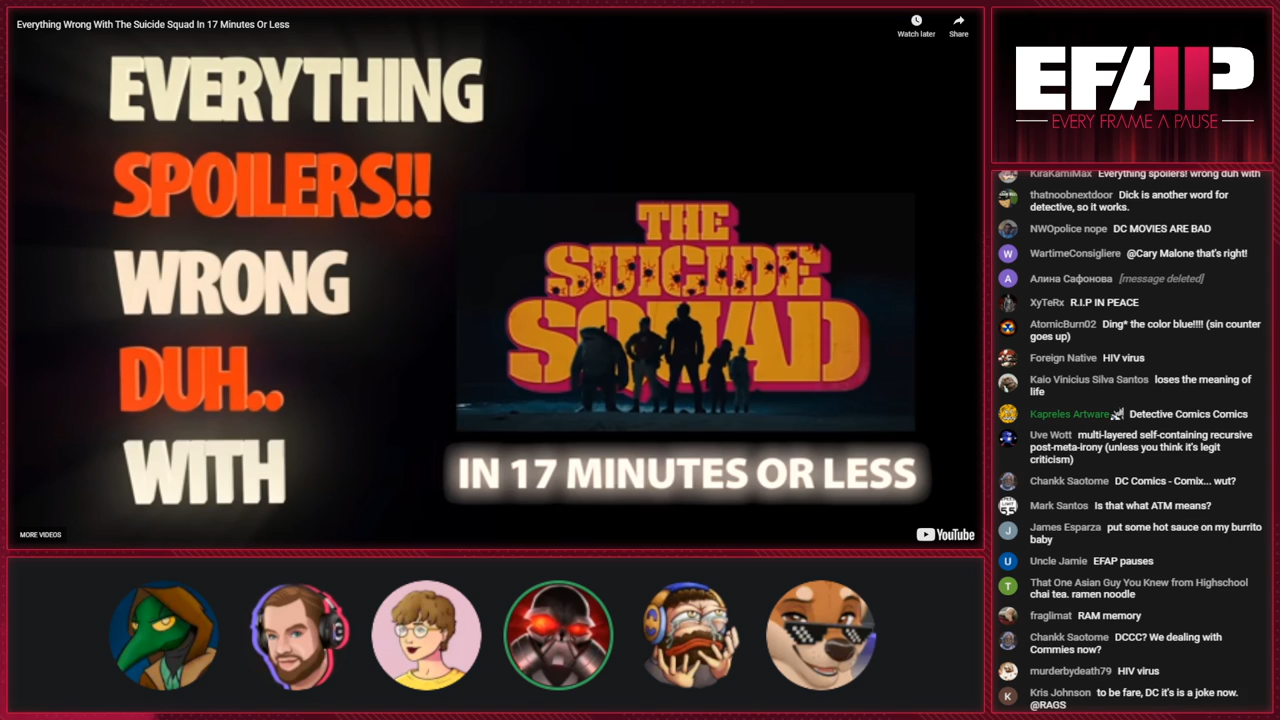 Everything Wrong With The Suicide Squad In 17 Minutes Or Less
Watch later
Share
EVERYTHING
SPOILERS!!
WRONG
DUH..
WITH
THE
SUICIDE
SQUAD
IN 17 MINUTES OR LESS
MORE VIDEOS
YouTube
EFAP
EVERY FRAME A PAUSE
KiraKamiMax Everything spoilers! wrong duh with
thatnoobnextdoor Dick is another word for
detective, so it works.
NWOpolice nope DC MOVIES ARE BAD
W
WartimeConsigliere @Cary Malone that's right!
A
Алина Сафонова [message deleted]
XyTeRx R.I.P IN PEACE
AtomicBurn02 Ding* the color blue!!!! (sin counter
goes up)
Foreign Native HIV virus
Kaio Vinicius Silva Santos loses the meaning of
life
Kapreles Artware Detective Comics Comics
Uve Wott multi-layered self-containing recursive
post-meta-irony (unless you think it's legit
criticism)
Chankk Saotome DC Comics - Comix... wut?
Mark Santos Is that what ATM means?
J
James Esparza put some hot sauce on my burrito
baby
U
Uncle Jamie EFAP pauses
T
That One Asian Guy You Knew from Highschool
chai tea. ramen noodle
fraglimat RAM memory
Chankk Saotome DCCC? We dealing with
Commies now?
murderbydeath79 HIV virus
K
Kris Johnson to be fare, DC it's is a joke now.
@RAGS